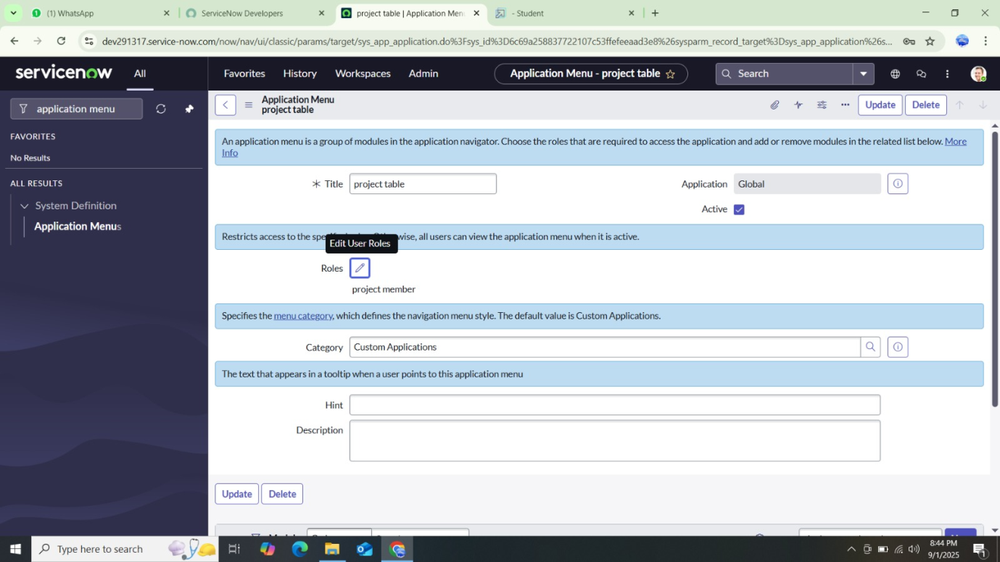 (1) WhatsApp
ServiceNow Developers
project table | Application Menu
- Student
dev291317.service-now.com/now/nav/ui/classic/params/target/sys_app_application.do%3Fsys_id%3D6c69a258837722107c53ffefeeaad3e8%26sysparm_record_target%3Dsys_app_application%26s...
servicenow
All
Favorites
History
Workspaces
Admin
Application Menu - project table
Search
application menu
FAVORITES
No Results
ALL RESULTS
System Definition
Application Menus
Application Menu
project table
Update
Delete
An application menu is a group of modules in the application navigator. Choose the roles that are required to access the application and add or remove modules in the related list below. More
Info
* Title
project table
Application
Global
Active
Restricts access to the
otherwise, all users can view the application menu when it is active.
Edit User Roles
Roles
project member
Specifies the menu category, which defines the navigation menu style. The default value is Custom Applications.
Category
Custom Applications
The text that appears in a tooltip when a user points to this application menu
Hint
Description
Update
Delete
Type here to search
8:44 PM
9/1/2025
1